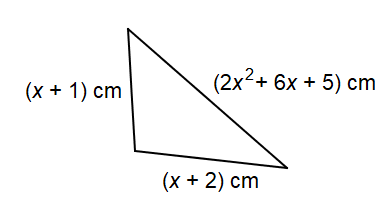 (2x²+ 6x + 5) cm
(x + 1) cm
(x + 2) cm